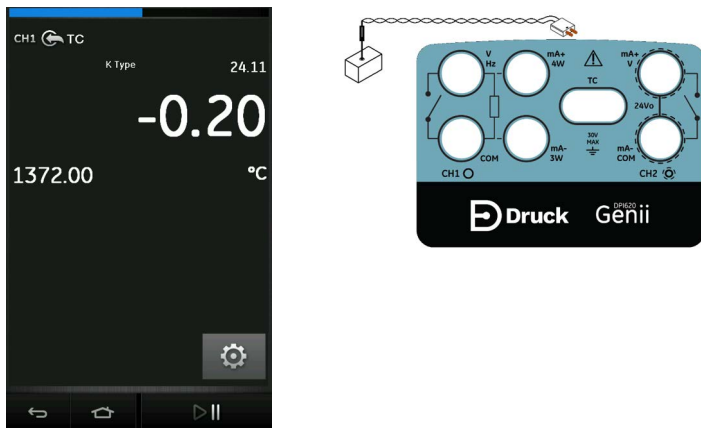 CH1 TC
K Type 24.11
-0.20
1372.00 °C
V
Hz
mA+
4W
TC
mA+
V
24Vo
COM
mA-
3W
30V
MAX
mA-
COM
CH1
CH2
Druck
DPI620
Genii